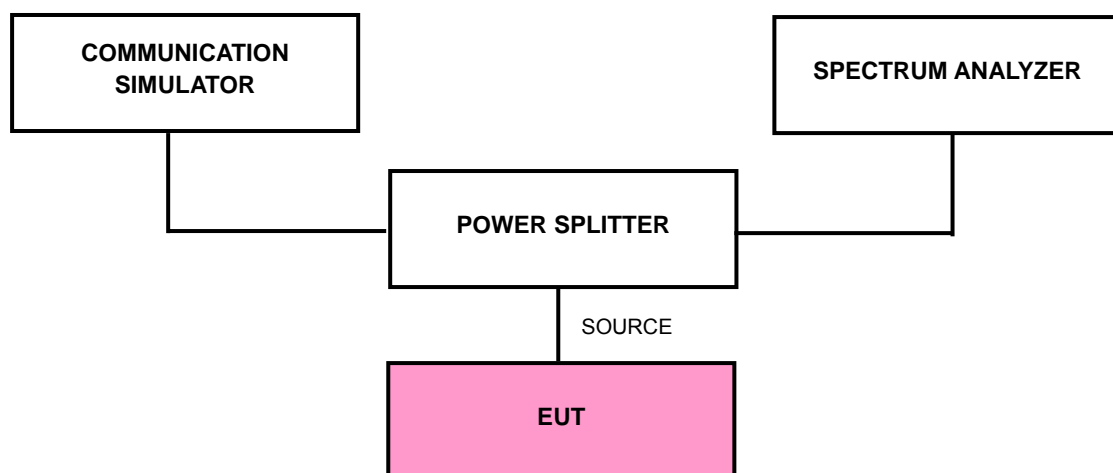 COMMUNICATION
SIMULATOR
SPECTRUM ANALYZER
POWER SPLITTER
SOURCE
EUT